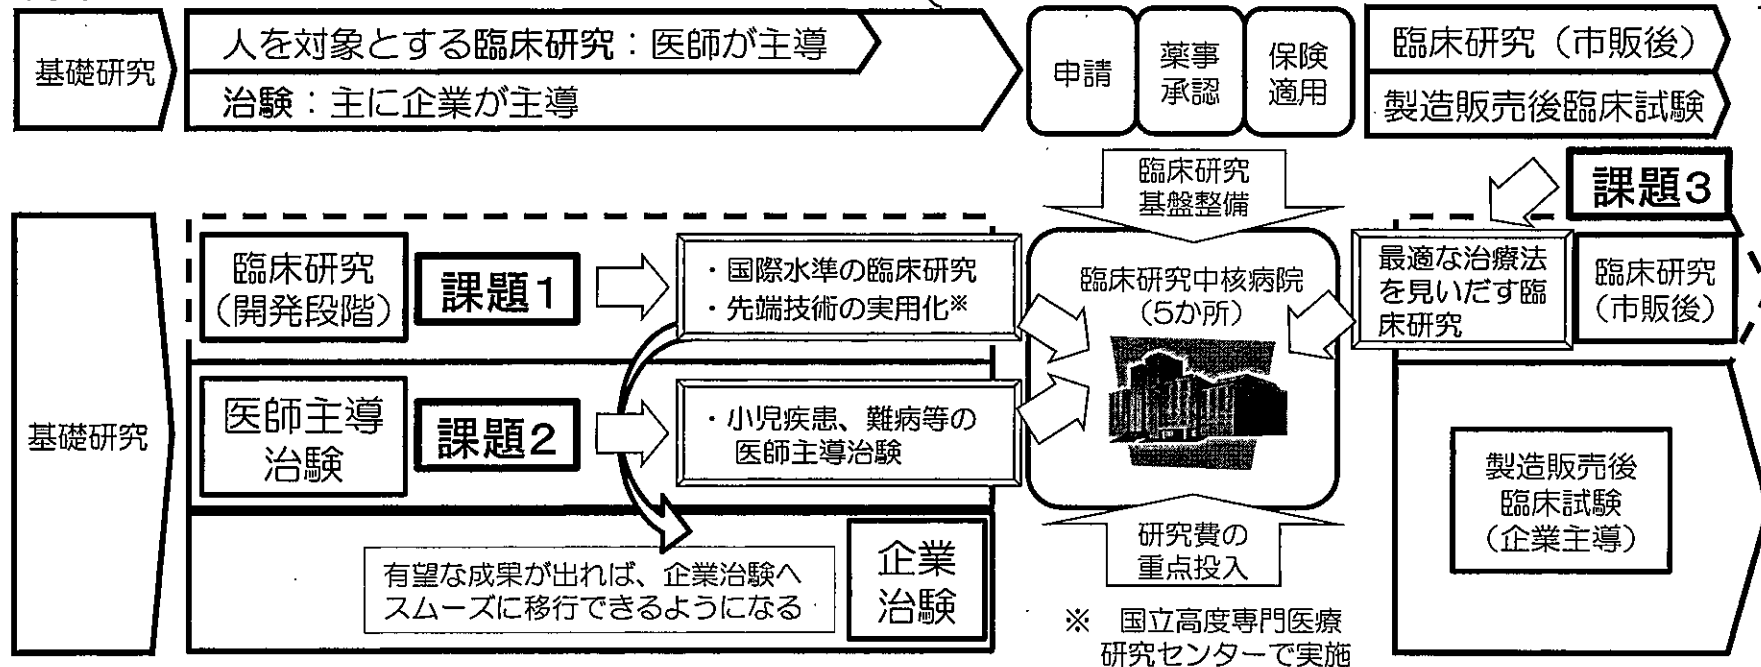 基礎研究
人を対象とする臨床研究：医師が主導
治験：主に企業が主導
申請
薬事
承認
保険
適用
臨床研究（市販後）
製造販売後臨床試験
基礎研究
臨床研究
（開発段階）
課題1
・国際水準の臨床研究
・先端技術の実用化※
医師主導
治験
課題2
・小児疾患、難病等の
医師主導治験
有望な成果が出れば、企業治験へ
スムーズに移行できるようになる
企業
治験
臨床研究
基盤整備
臨床研究中核病院
（5か所）
研究費の
重点投入
※　国立高度専門医療
研究センターで実施
課題3
最適な治療法
を見いだす臨
床研究
臨床研究
（市販後）
製造販売後
臨床試験
（企業主導）